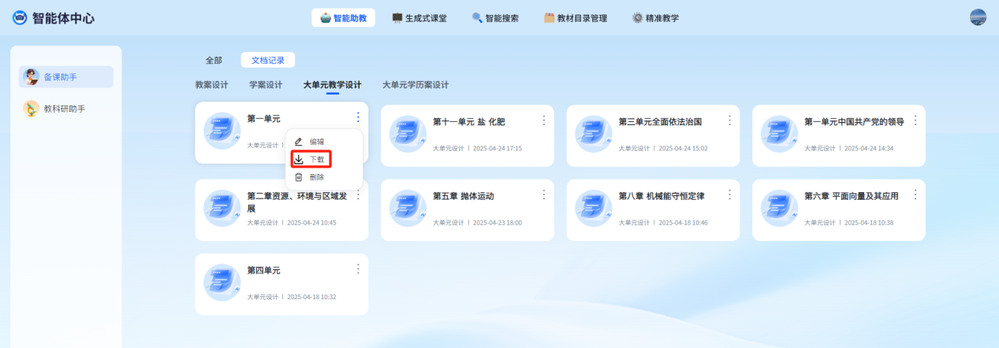 智能体中心
智能助教 生成式课堂 智能搜索 教材目录管理 精准教学
备课助手
教科研助手
全部 文档记录
教案设计 学案设计 大单元教学设计 大单元学历案设计
第一单元
大单元设计
编辑
下载
删除
第十一单元 盐 化肥
大单元设计 | 2025-04-24 17:15
第三单元全面依法治国
大单元设计 | 2025-04-24 15:02
第一单元中国共产党的领导
大单元设计 | 2025-04-24 14:34
第二章资源、环境与区域发
展
大单元设计 | 2025-04-24 10:45
第五章 抛体运动
大单元设计 | 2025-04-23 18:00
第八章 机械能守恒定律
大单元设计 | 2025-04-18 10:46
第六章 平面向量及其应用
大单元设计 | 2025-04-18 10:38
第四单元
大单元设计 | 2025-04-18 10:32